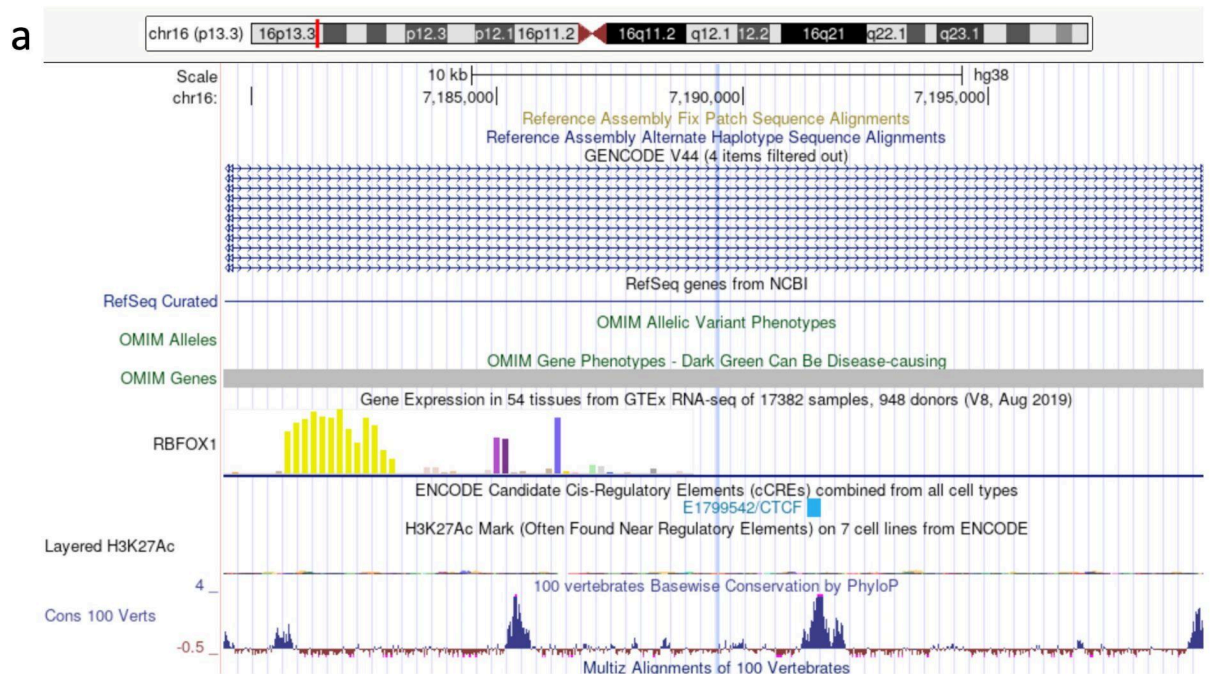 a
chr16 (p13.3) 16p13.3 p12.3 p12.1 16p11.2 16q11.2 q12.1 12.2 16q21 q22.1 q23.1
Scale 10 kb hg38
chr16: 7,185,000 7,190,000 7,195,000
Reference Assembly Fix Patch Sequence Alignments
Reference Assembly Alternate Haplotype Sequence Alignments
GENCODE V44 (4 items filtered out)
RefSeq genes from NCBI
RefSeq Curated
OMIM Allelic Variant Phenotypes
OMIM Alleles
OMIM Gene Phenotypes - Dark Green Can Be Disease-causing
OMIM Genes
Gene Expression in 54 tissues from GTEx RNA-seq of 17382 samples, 948 donors (V8, Aug 2019)
RBFOX1
ENCODE Candidate Cis-Regulatory Elements (cCREs) combined from all cell types
E1799542/CTCF
H3K27Ac Mark (Often Found Near Regulatory Elements) on 7 cell lines from ENCODE
Layered H3K27Ac
4 _ 100 vertebrates Basewise Conservation by PhyloP
Cons 100 Verts
-0.5 _
Multiz Alignments of 100 Vertebrates